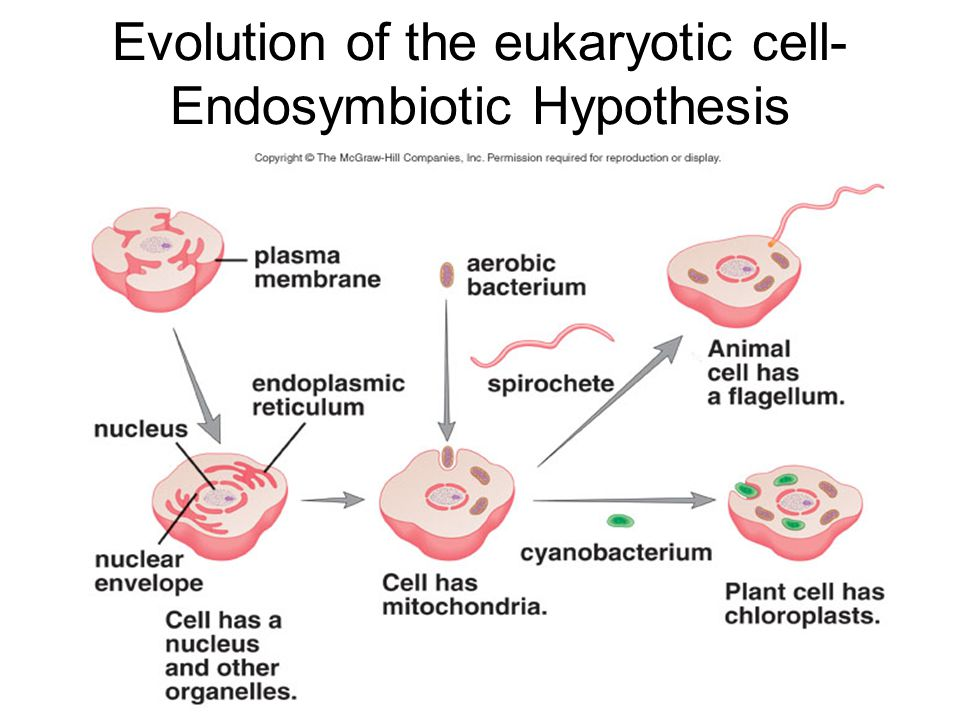 Evolution of the eukaryotic cell-
Endosymbiotic Hypothesis
Copyright © The McGraw-Hill Companies, Inc. Permission required for reproduction or display.
plasma
membrane
aerobic
bacterium
spirochete
Animal
cell has
a flagellum.
endoplasmic
reticulum
nucleus
nuclear
envelope
Cell has a
nucleus
and other
organelles.
Cell has
mitochondria.
cyanobacterium
Plant cell has
chloroplasts.